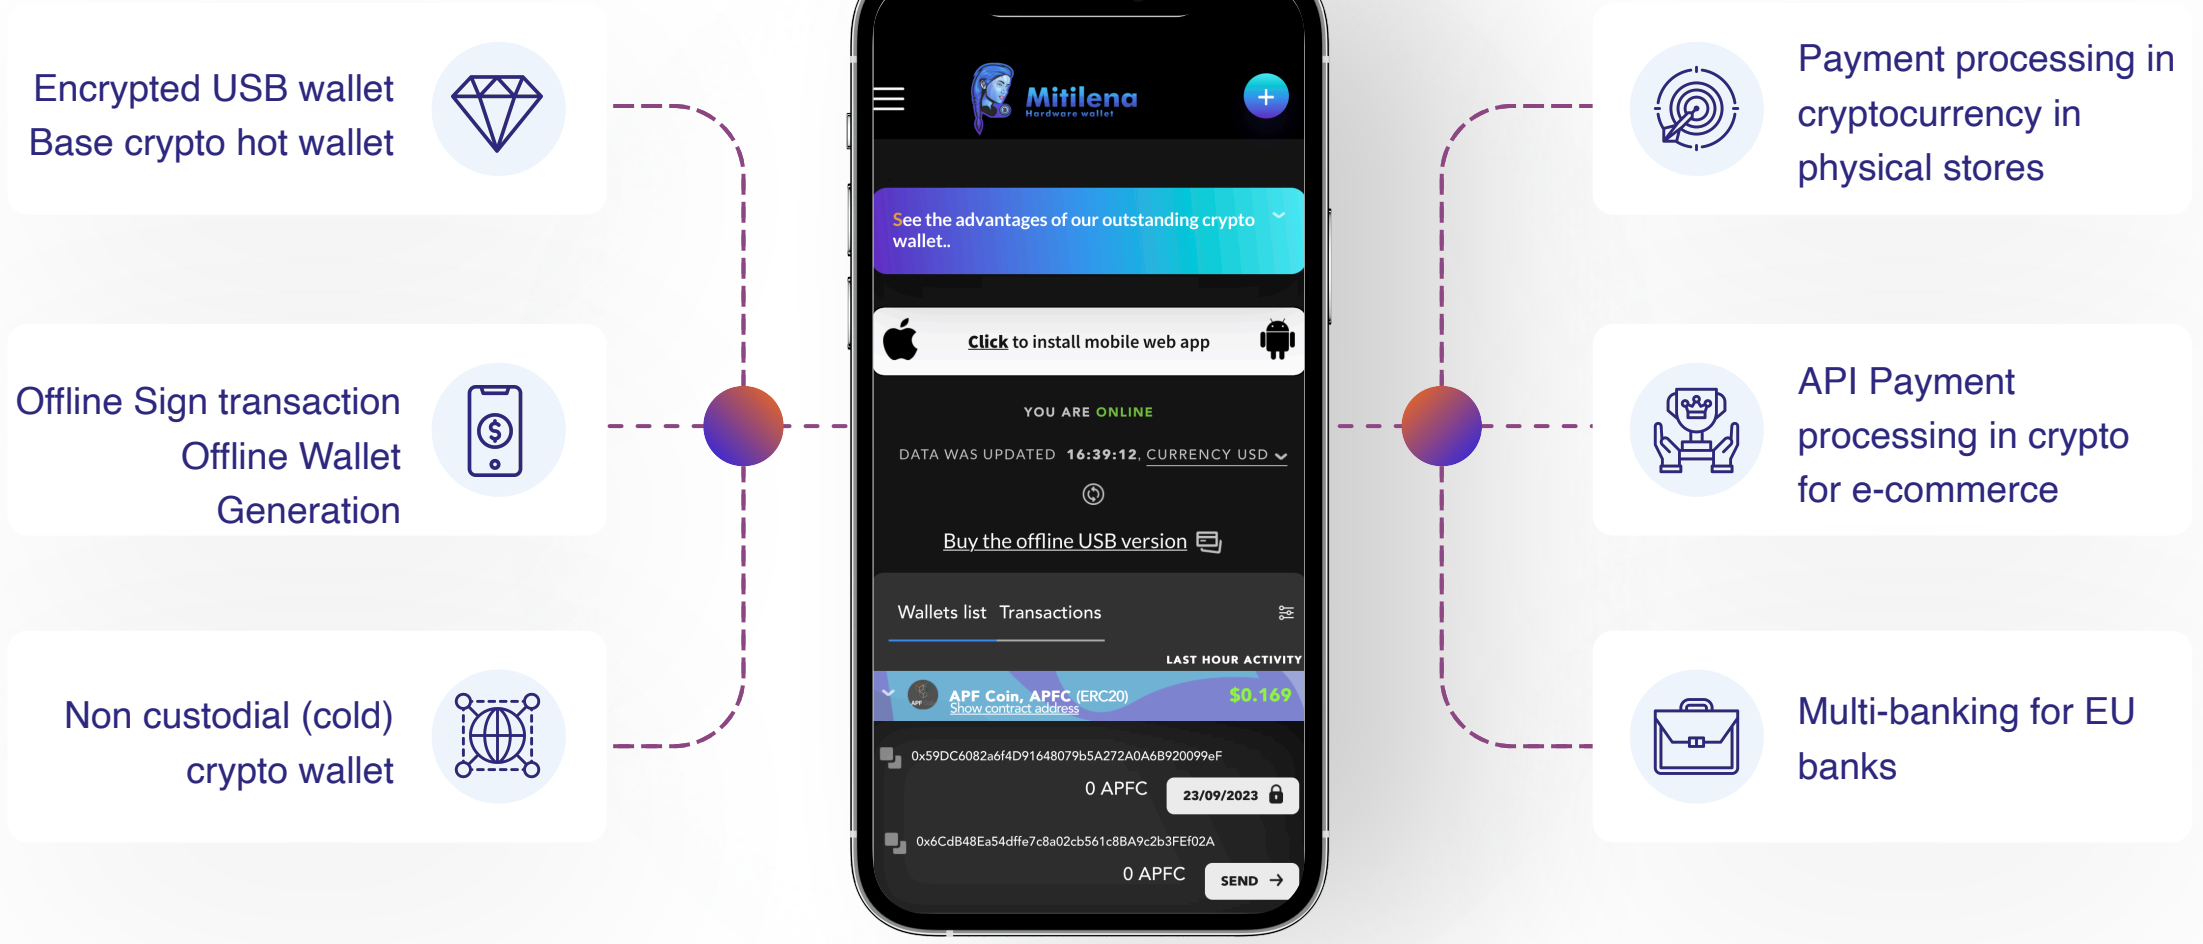 Encrypted USB wallet
Base crypto hot wallet
Offline Sign transaction
Offline Wallet
Generation
Non custodial (cold)
crypto wallet
Mitilena
Hardware wallet
+
See the advantages of our outstanding crypto
wallet..
Click to install mobile web app
YOU ARE ONLINE
DATA WAS UPDATED 16:39:12, CURRENCY USD
Buy the offline USB version
Wallets list Transactions
LAST HOUR ACTIVITY
APF Coin, APFC (ERC20) $0.169
Show contract address
0x59DC6082a6f4D91648079b5A272A0A6B920099eF
0 APFC 23/09/2023
0x6CdB48Ea54dffe7c8a02cb561c8BA9c2b3FEf02A
0 APFC SEND →
Payment processing in
cryptocurrency in
physical stores
API Payment
processing in crypto
for e-commerce
Multi-banking for EU
banks